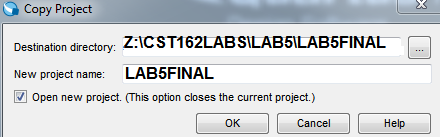 Copy Project
Destination directory: Z:\CST162LABS\LAB5\LAB5FINAL ...
New project name: LAB5FINAL
Open new project. (This option closes the current project.)
OK Cancel Help